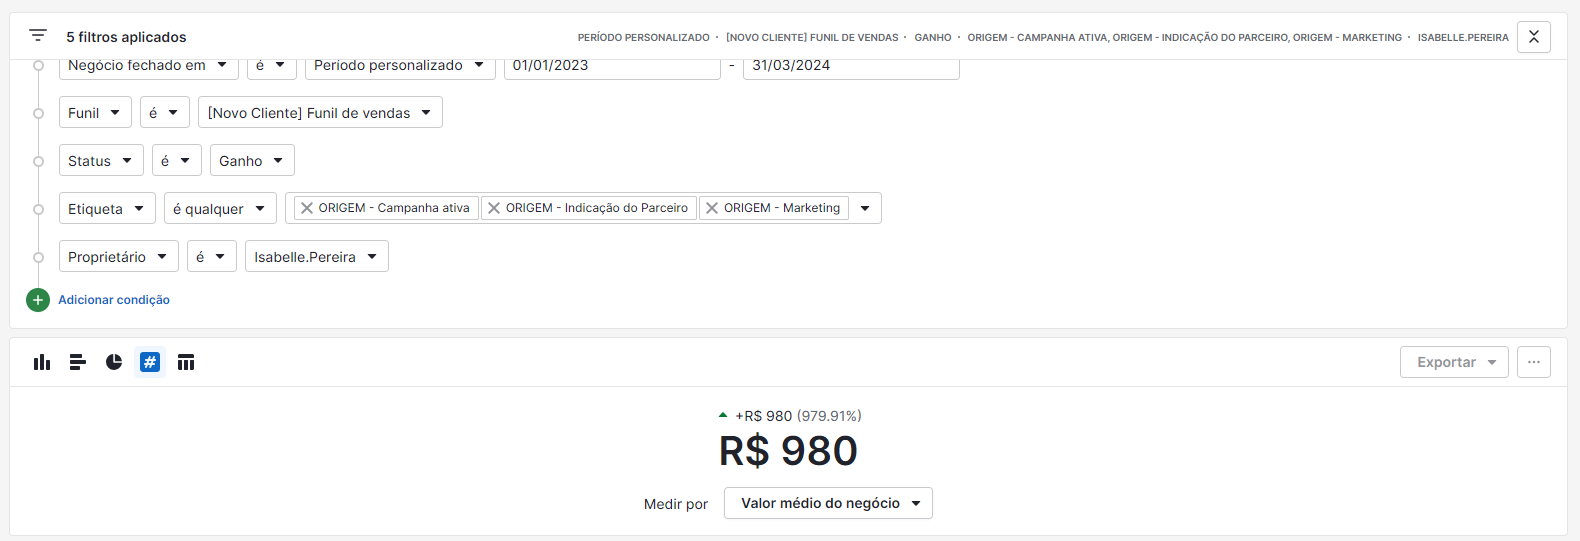 5 filtros aplicados
PERÍODO PERSONALIZADO · [NOVO CLIENTE] FUNIL DE VENDAS · GANHO · ORIGEM - CAMPANHA ATIVA, ORIGEM - INDICAÇÃO DO PARCEIRO, ORIGEM - MARKETING · ISABELLE.PEREIRA
Negócio fechado em é Período personalizado 01/01/2023 - 31/03/2024
Funil é [Novo Cliente] Funil de vendas
Status é Ganho
Etiqueta é qualquer ORIGEM - Campanha ativa ORIGEM - Indicação do Parceiro ORIGEM - Marketing
Proprietário é Isabelle.Pereira
Adicionar condição
# Exportar ...
+R$ 980 (979.91%)
R$ 980
Medir por Valor médio do negócio